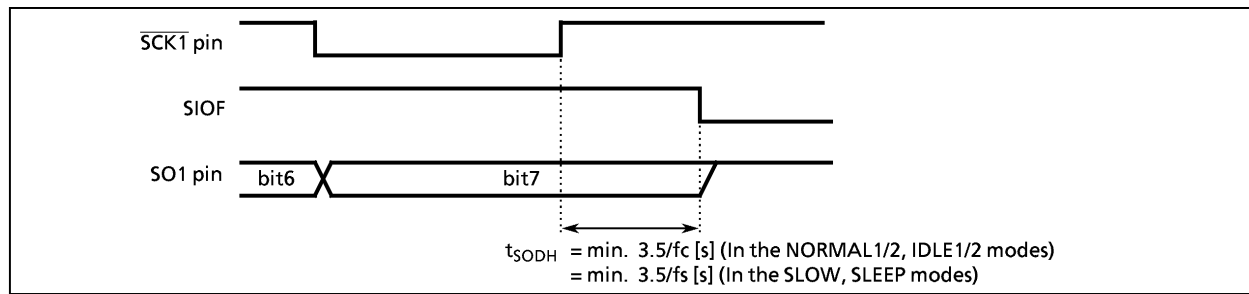 SCK1 pin
SIOF
SO1 pin bit6 bit7
tSODH = min. 3.5/fc [s] (In the NORMAL1/2, IDLE1/2 modes)
= min. 3.5/fs [s] (In the SLOW, SLEEP modes)